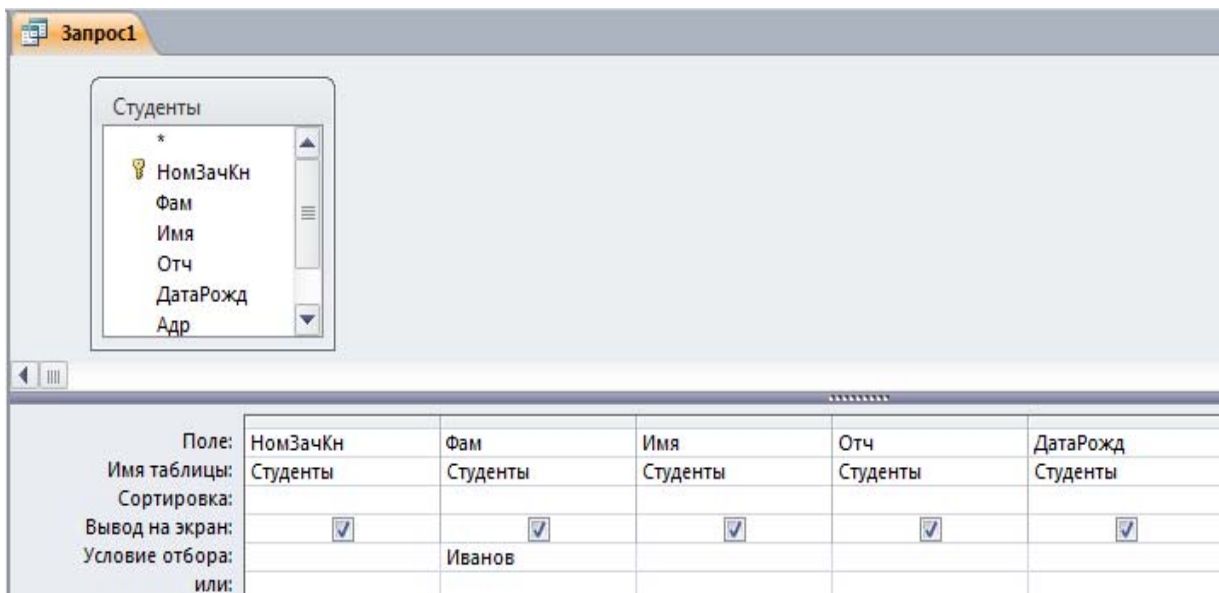 Запрос1
Студенты
*
НомЗачКн
Фам
Имя
Отч
ДатаРожд
Адр
Поле: НомЗачКн Фам Имя Отч ДатаРожд
Имя таблицы: Студенты Студенты Студенты Студенты Студенты
Сортировка:
Вывод на экран:
Условие отбора: Иванов
или: